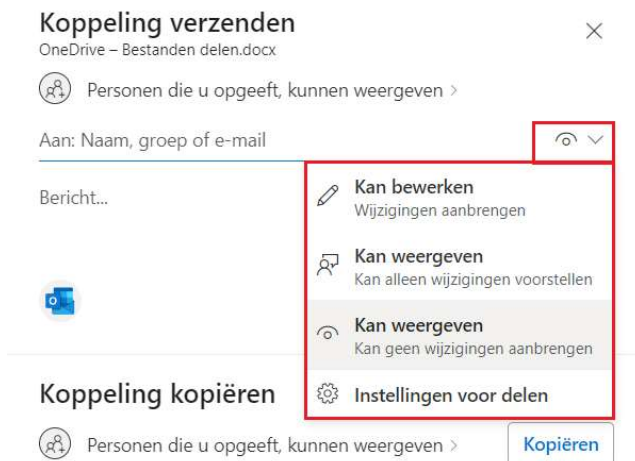 Koppeling verzenden
OneDrive – Bestanden delen.docx
Personen die u opgeeft, kunnen weergeven >
Aan: Naam, groep of e-mail
Bericht...
Kan bewerken
Wijzigingen aanbrengen
Kan weergeven
Kan alleen wijzigingen voorstellen
Kan weergeven
Kan geen wijzigingen aanbrengen
Instellingen voor delen
Koppeling kopiëren
Personen die u opgeeft, kunnen weergeven >
Kopiëren